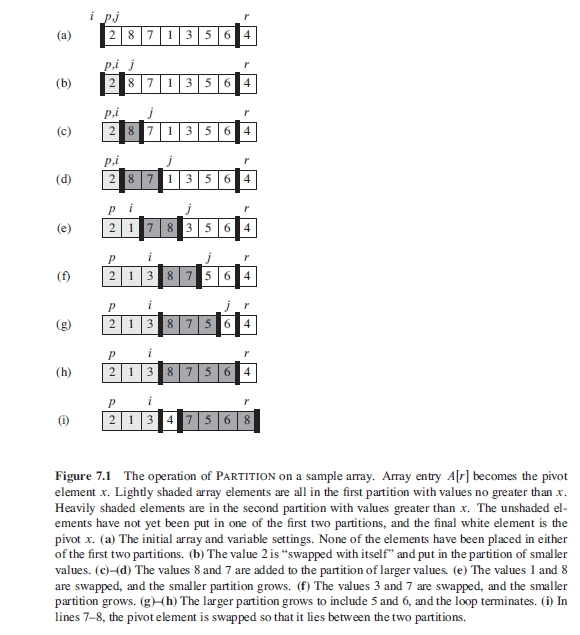 i p,j r
(a) 2 8 7 1 3 5 6 4
p,i j r
(b) 2 8 7 1 3 5 6 4
p,i j r
(c) 2 8 7 1 3 5 6 4
p,i j r
(d) 2 8 7 1 3 5 6 4
p i j r
(e) 2 1 7 8 3 5 6 4
p i j r
(f) 2 1 3 8 7 5 6 4
p i j r
(g) 2 1 3 8 7 5 6 4
p i r
(h) 2 1 3 8 7 5 6 4
p i r
(i) 2 1 3 4 7 5 6 8
Figure 7.1 The operation of PARTITION on a sample array. Array entry A[r] becomes the pivot
element x. Lightly shaded array elements are all in the first partition with values no greater than x.
Heavily shaded elements are in the second partition with values greater than x. The unshaded el-
ements have not yet been put in one of the first two partitions, and the final white element is the
pivot x. (a) The initial array and variable settings. None of the elements have been placed in either
of the first two partitions. (b) The value 2 is “swapped with itself” and put in the partition of smaller
values. (c)–(d) The values 8 and 7 are added to the partition of larger values. (e) The values 1 and 8
are swapped, and the smaller partition grows. (f) The values 3 and 7 are swapped, and the smaller
partition grows. (g)–(h) The larger partition grows to include 5 and 6, and the loop terminates. (i) In
lines 7–8, the pivot element is swapped so that it lies between the two partitions.